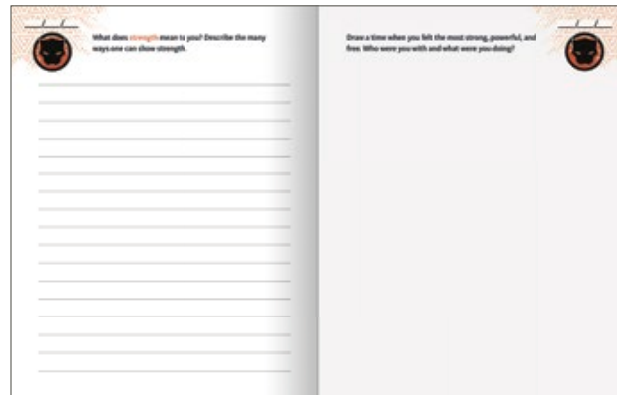 What does strength mean to you? Describe the many
ways one can show strength.
Draw a time when you felt the most strong, powerful, and
free. Who were you with and what were you doing?